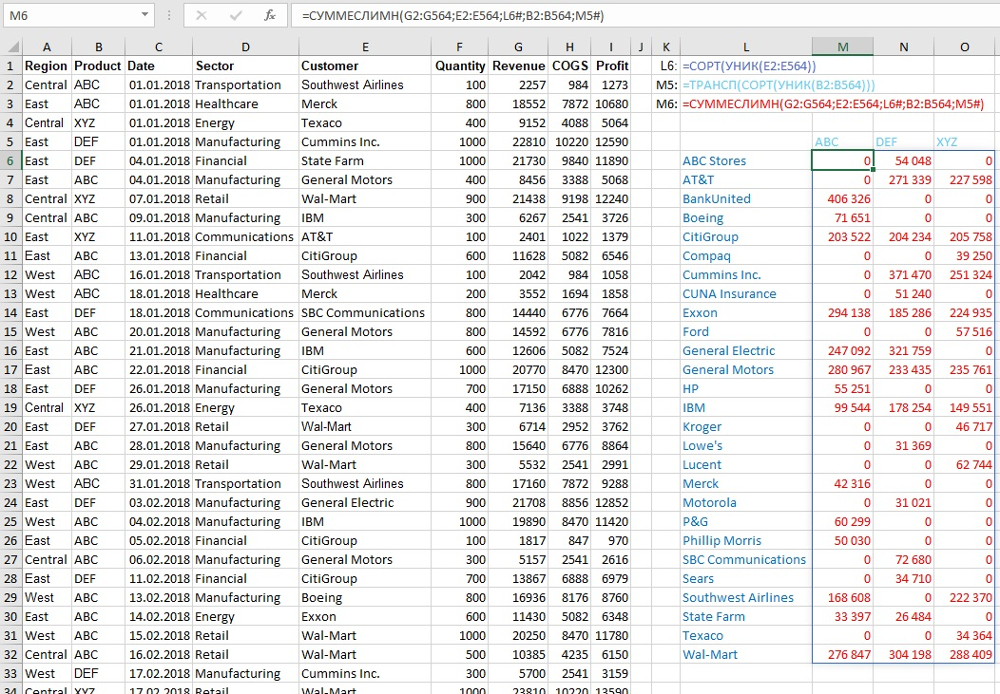 M6 =СУММЕСЛИМН(G2:G564;E2:E564;L6#;B2:B564;M5#)
A B C D E F G H I J K L M N O
1 Region Product Date Sector Customer Quantity Revenue COGS Profit L6: =СОРТ(УНИК(E2:E564))
2 Central ABC 01.01.2018 Transportation Southwest Airlines 100 2257 984 1273 M5: =ТРАНСП(СОРТ(УНИК(B2:B564)))
3 East ABC 01.01.2018 Healthcare Merck 800 18552 7872 10680 M6: =СУММЕСЛИМН(G2:G564;E2:E564;L6#;B2:B564;M5#)
4 Central XYZ 01.01.2018 Energy Texaco 400 9152 4088 5064
5 East DEF 01.01.2018 Manufacturing Cummins Inc. 1000 22810 10220 12590 ABC DEF XYZ
6 East DEF 04.01.2018 Financial State Farm 1000 21730 9840 11890 ABC Stores 0 54 048 0
7 East ABC 04.01.2018 Manufacturing General Motors 400 8456 3388 5068 AT&T 0 271 339 227 598
8 Central XYZ 07.01.2018 Retail Wal-Mart 900 21438 9198 12240 BankUnited 406 326 0 0
9 Central ABC 09.01.2018 Manufacturing IBM 300 6267 2541 3726 Boeing 71 651 0 0
10 East XYZ 11.01.2018 Communications AT&T 100 2401 1022 1379 CitiGroup 203 522 204 234 205 758
11 East ABC 13.01.2018 Financial CitiGroup 600 11628 5082 6546 Compaq 0 0 39 250
12 West ABC 16.01.2018 Transportation Southwest Airlines 100 2042 984 1058 Cummins Inc. 0 371 470 251 324
13 West ABC 18.01.2018 Healthcare Merck 200 3552 1694 1858 CUNA Insurance 0 51 240 0
14 East DEF 18.01.2018 Communications SBC Communications 800 14440 6776 7664 Exxon 294 138 185 286 224 935
15 West ABC 20.01.2018 Manufacturing General Motors 800 14592 6776 7816 Ford 0 0 57 516
16 East ABC 21.01.2018 Manufacturing IBM 600 12606 5082 7524 General Electric 247 092 321 759 0
17 East ABC 22.01.2018 Financial CitiGroup 1000 20770 8470 12300 General Motors 280 967 233 435 235 761
18 East DEF 26.01.2018 Manufacturing General Motors 700 17150 6888 10262 HP 55 251 0 0
19 Central XYZ 26.01.2018 Energy Texaco 400 7136 3388 3748 IBM 99 544 178 254 149 551
20 East DEF 27.01.2018 Retail Wal-Mart 300 6714 2952 3762 Kroger 0 0 46 717
21 East ABC 28.01.2018 Manufacturing General Motors 800 15640 6776 8864 Lowe's 0 31 369 0
22 West ABC 29.01.2018 Retail Wal-Mart 300 5532 2541 2991 Lucent 0 0 62 744
23 West ABC 31.01.2018 Transportation Southwest Airlines 800 17160 7872 9288 Merck 42 316 0 0
24 East DEF 03.02.2018 Manufacturing General Electric 900 21708 8856 12852 Motorola 0 31 021 0
25 West ABC 04.02.2018 Manufacturing IBM 1000 19890 8470 11420 P&G 60 299 0 0
26 East ABC 05.02.2018 Financial CitiGroup 100 1817 847 970 Phillip Morris 50 030 0 0
27 Central ABC 06.02.2018 Manufacturing General Motors 300 5157 2541 2616 SBC Communications 0 72 680 0
28 East DEF 11.02.2018 Financial CitiGroup 700 13867 6888 6979 Sears 0 34 710 0
29 West ABC 13.02.2018 Manufacturing Boeing 800 16936 8176 8760 Southwest Airlines 168 608 0 222 370
30 East ABC 14.02.2018 Energy Exxon 600 11430 5082 6348 State Farm 33 397 26 484 0
31 West ABC 15.02.2018 Retail Wal-Mart 1000 20250 8470 11780 Texaco 0 0 34 364
32 Central ABC 16.02.2018 Retail Wal-Mart 500 10385 4235 6150 Wal-Mart 276 847 304 198 288 409
33 West DEF 17.02.2018 Manufacturing Cummins Inc. 300 5700 2541 3159
34 Central XYZ 17.02.2018 Retail Wal-Mart 1000 23810 10220 13590